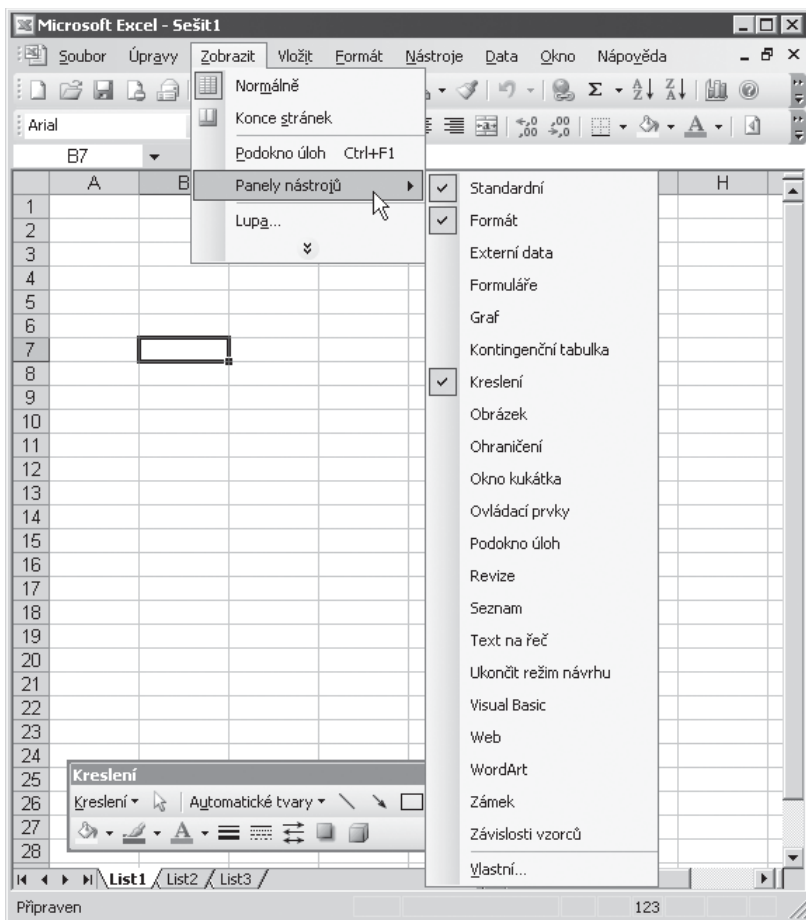 Microsoft Excel - Sešit1
Soubor Úpravy Zobrazit Vložit Formát Nástroje Data Okno Nápověda
Normálně
Konce stránek
Arial
Podokno úloh Ctrl+F1
B7
Panely nástrojů
Lupa...
A B H
Standardní
Formát
Externí data
Formuláře
Graf
Kontingenční tabulka
Kreslení
Obrázek
Ohraničení
Okno kukátka
Ovládací prvky
Podokno úloh
Revize
Seznam
Text na řeč
Ukončit režim návrhu
Visual Basic
Web
WordArt
Zámek
Závislosti vzorců
Vlastní...
1
2
3
4
5
6
7
8
9
10
11
12
13
14
15
16
17
18
19
20
21
22
23
24
25
26
27
28
Kreslení
Kreslení Automatické tvary
List1 List2 List3
Připraven 123